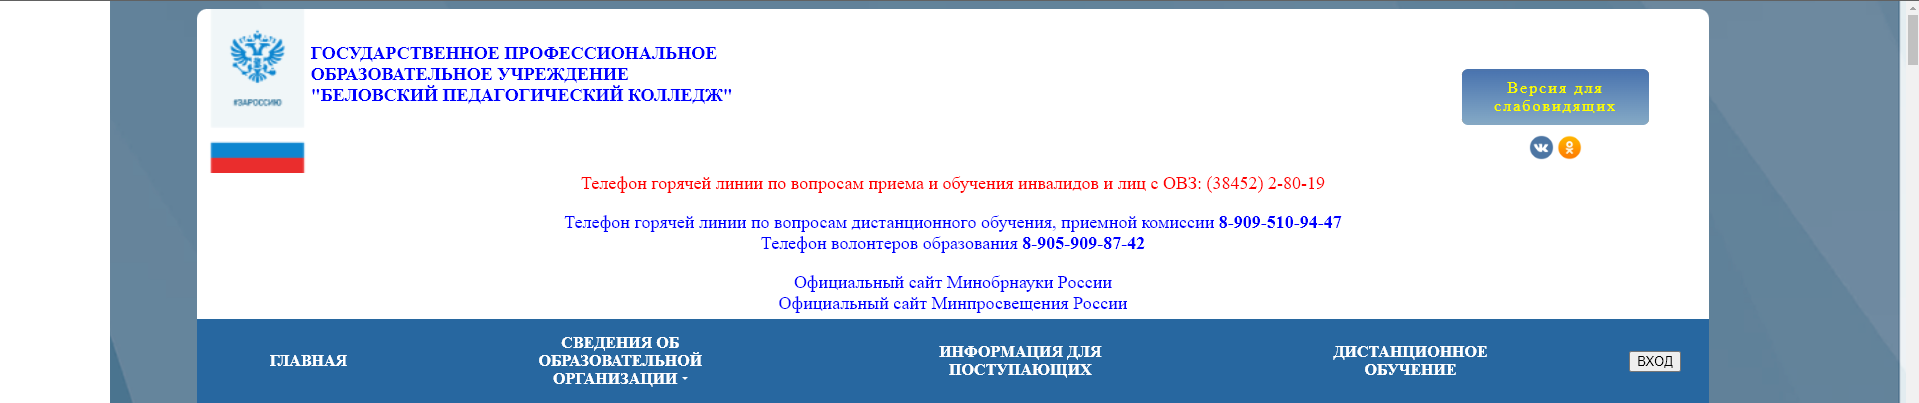 #ЗАРОССИЮ
ГОСУДАРСТВЕННОЕ ПРОФЕССИОНАЛЬНОЕ
ОБРАЗОВАТЕЛЬНОЕ УЧРЕЖДЕНИЕ
"БЕЛОВСКИЙ ПЕДАГОГИЧЕСКИЙ КОЛЛЕДЖ"
Версия для
слабовидящих
Телефон горячей линии по вопросам приема и обучения инвалидов и лиц с ОВЗ: (38452) 2-80-19
Телефон горячей линии по вопросам дистанционного обучения, приемной комиссии 8-909-510-94-47
Телефон волонтеров образования 8-905-909-87-42
Официальный сайт Минобрнауки России
Официальный сайт Минпросвещения России
ГЛАВНАЯ
СВЕДЕНИЯ ОБ
ОБРАЗОВАТЕЛЬНОЙ
ОРГАНИЗАЦИИ
ИНФОРМАЦИЯ ДЛЯ
ПОСТУПАЮЩИХ
ДИСТАНЦИОННОЕ
ОБУЧЕНИЕ
ВХОД